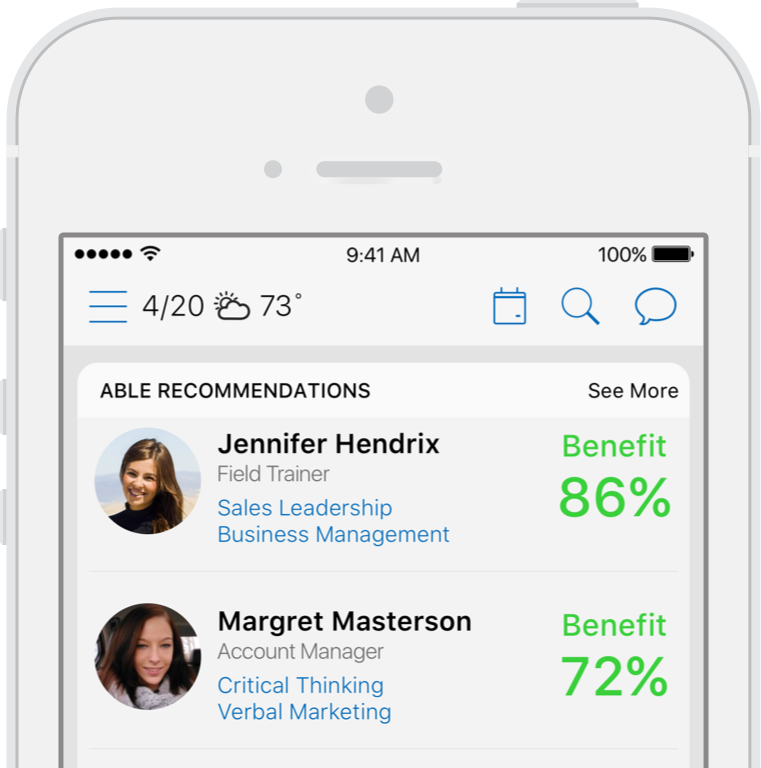 9:41 AM 100%
4/20 73°
ABLE RECOMMENDATIONS See More
Jennifer Hendrix Benefit
Field Trainer 86%
Sales Leadership
Business Management
Margret Masterson Benefit
Account Manager 72%
Critical Thinking
Verbal Marketing